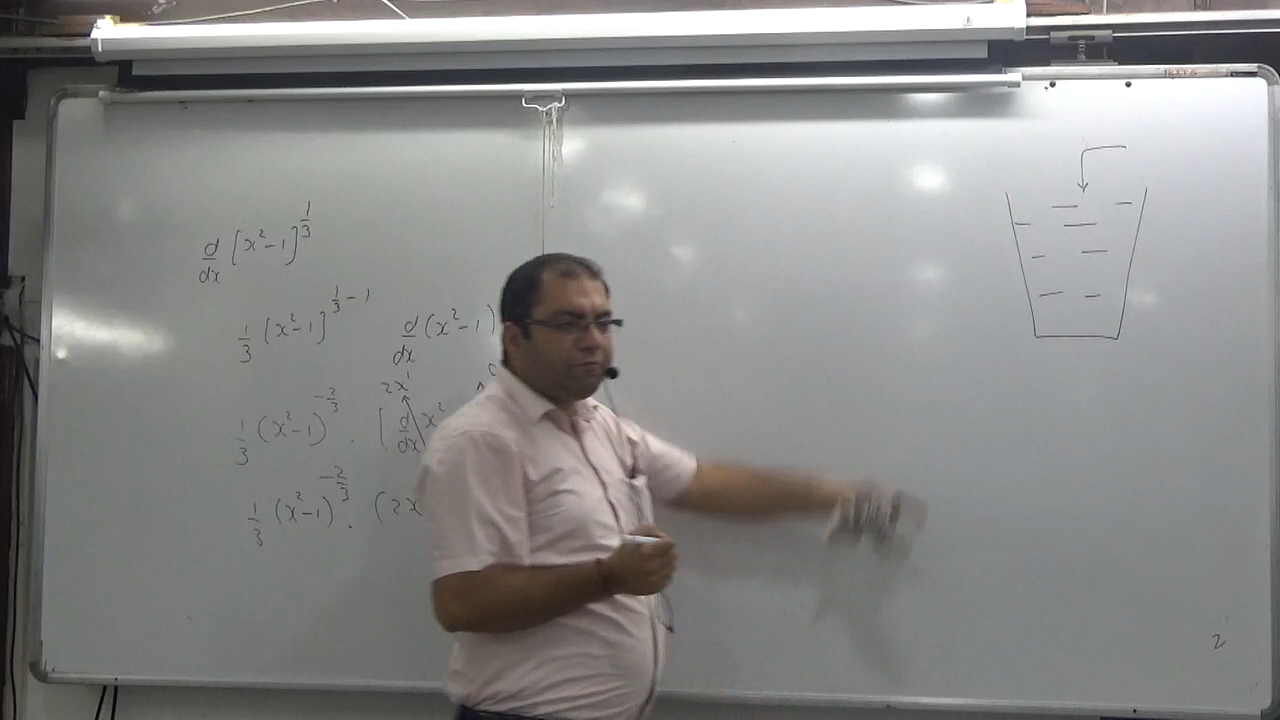 d/dx [x²-1]^(1/3)
1/3 [x²-1]^(1/3 - 1) d/dx (x²-1)
1/3 (x²-1)^(-2/3) . [d/dx x² 2x¹
1/3 (x²-1)^(-2/3) . (2x
2